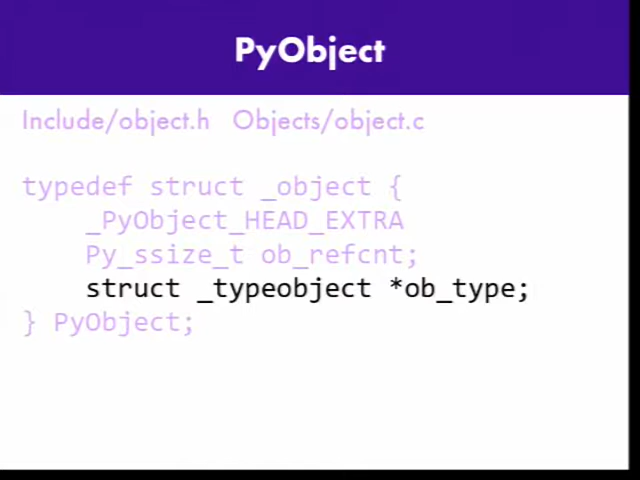 PyObject
Include/object.h Objects/object.c
typedef struct _object {
    _PyObject_HEAD_EXTRA
    Py_ssize_t ob_refcnt;
    struct _typeobject *ob_type;
} PyObject;